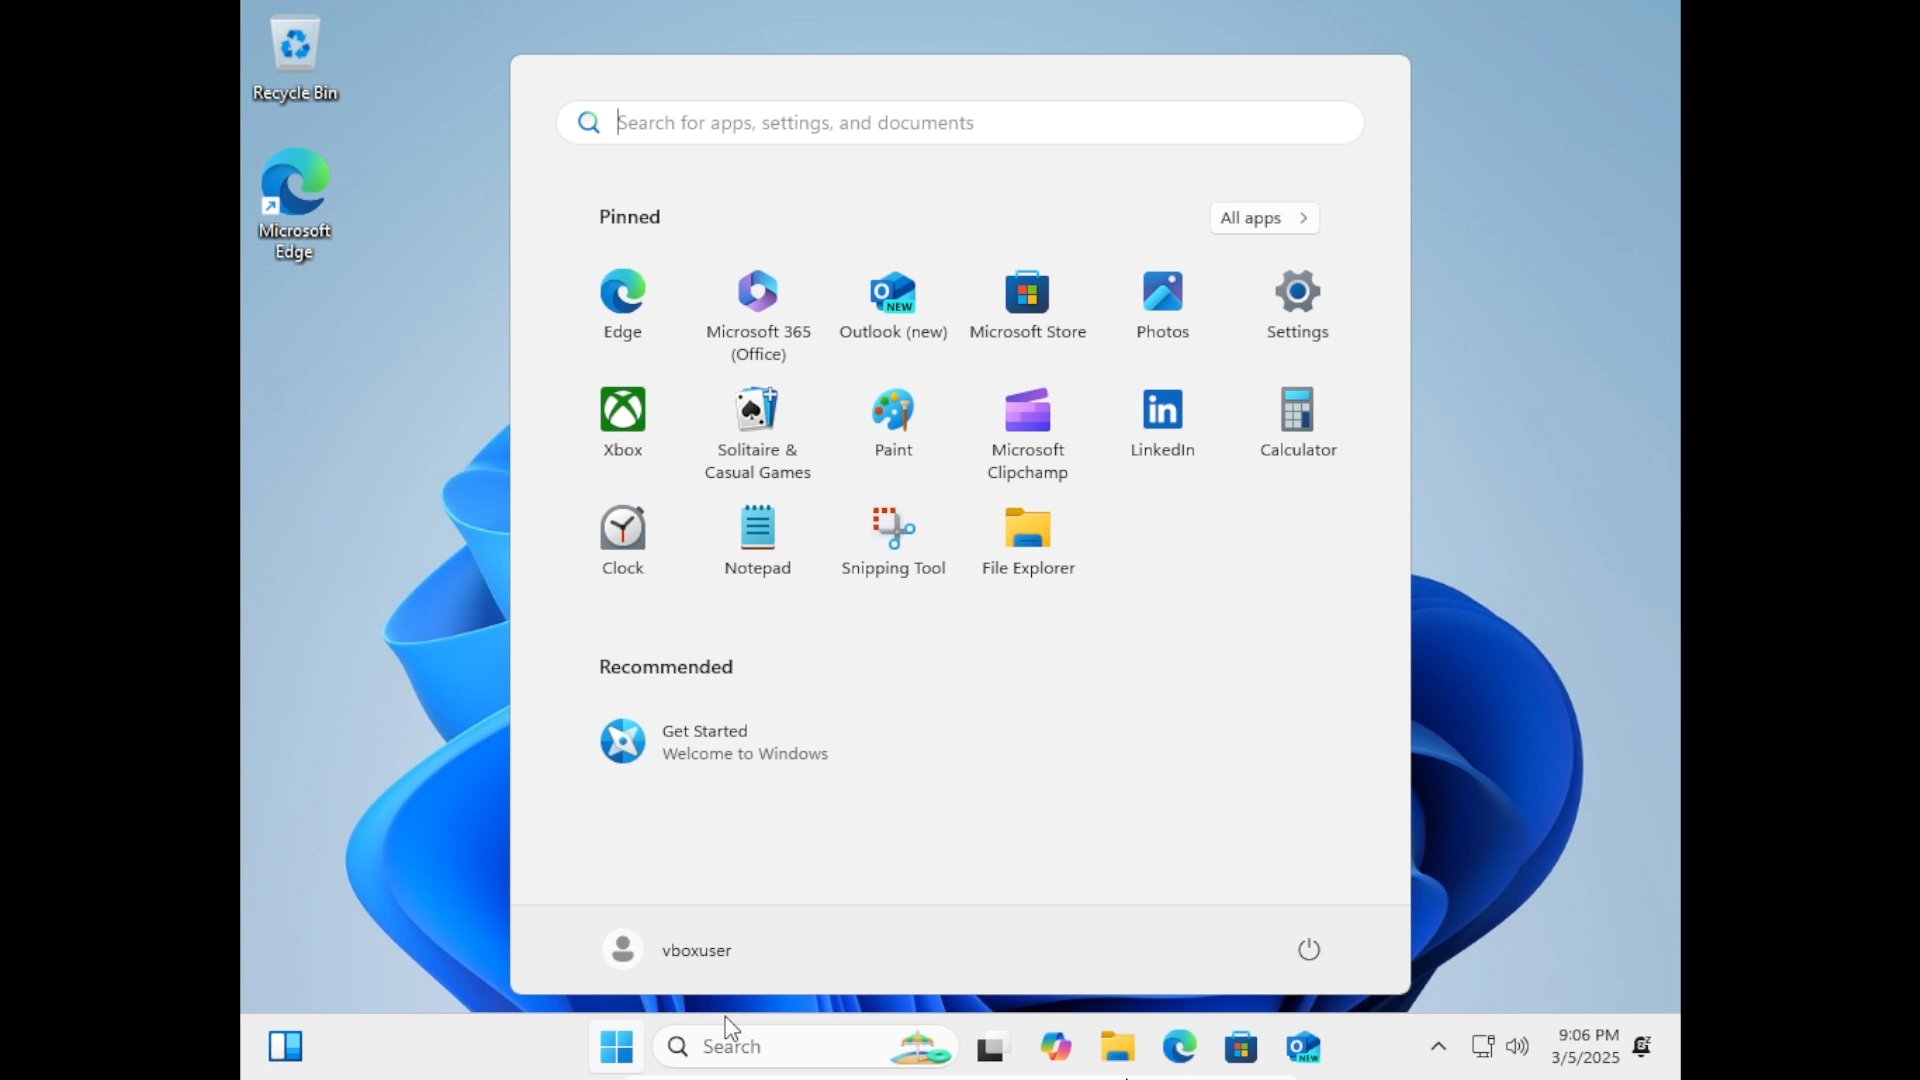 Recycle Bin
Microsoft
Edge
Search for apps, settings, and documents
Pinned
All apps
Edge
Microsoft 365
(Office)
Outlook (new)
Microsoft Store
Photos
Settings
Xbox
Solitaire &
Casual Games
Paint
Microsoft
Clipchamp
LinkedIn
Calculator
Clock
Notepad
Snipping Tool
File Explorer
Recommended
Get Started
Welcome to Windows
vboxuser
Search
9:06 PM
3/5/2025